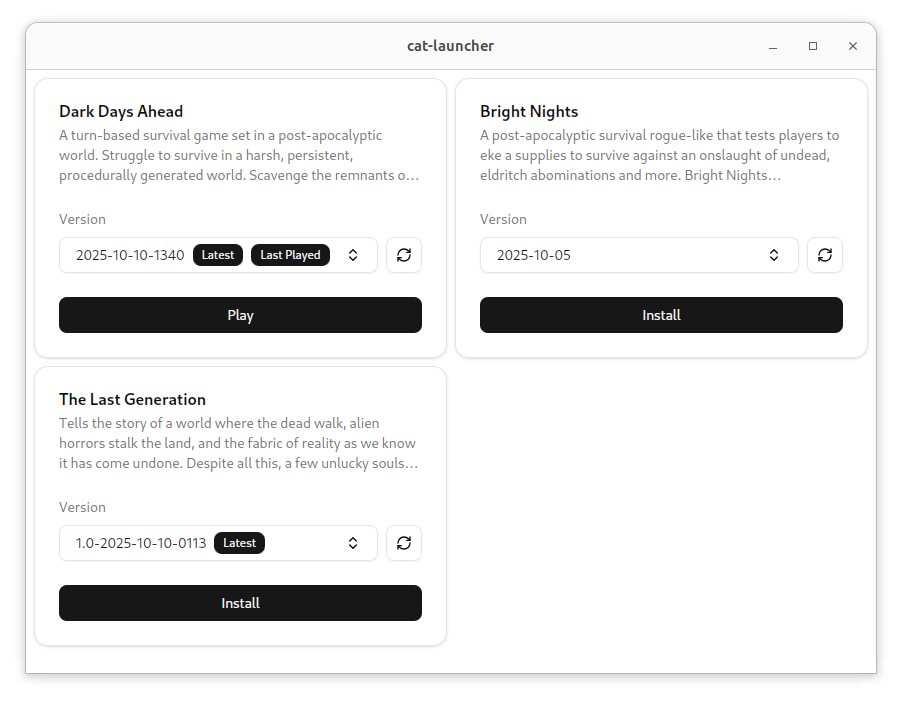 cat-launcher
Dark Days Ahead
A turn-based survival game set in a post-apocalyptic
world. Struggle to survive in a harsh, persistent,
procedurally generated world. Scavenge the remnants o…
Version
2025-10-10-1340 Latest Last Played
Play
Bright Nights
A post-apocalyptic survival rogue-like that tests players to
eke a supplies to survive against an onslaught of undead,
eldritch abominations and more. Bright Nights…
Version
2025-10-05
Install
The Last Generation
Tells the story of a world where the dead walk, alien
horrors stalk the land, and the fabric of reality as we know
it has come undone. Despite all this, a few unlucky souls…
Version
1.0-2025-10-10-0113 Latest
Install